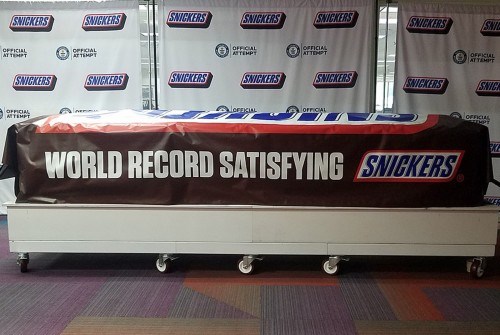 SNICKERS SNICKERS SNICKERS SNICKERS SNICKERS
OFFICIAL ATTEMPT OFFICIAL ATTEMPT OFFICIAL ATTEMPT OFFICIAL ATTEMPT
SNICKERS SNICKERS SNICKERS SNICKERS SNICKERS SNICKERS
OFFICIAL OFFICIAL ATTEMPT
SNICKERS
WORLD RECORD SATISFYING SNICKERS